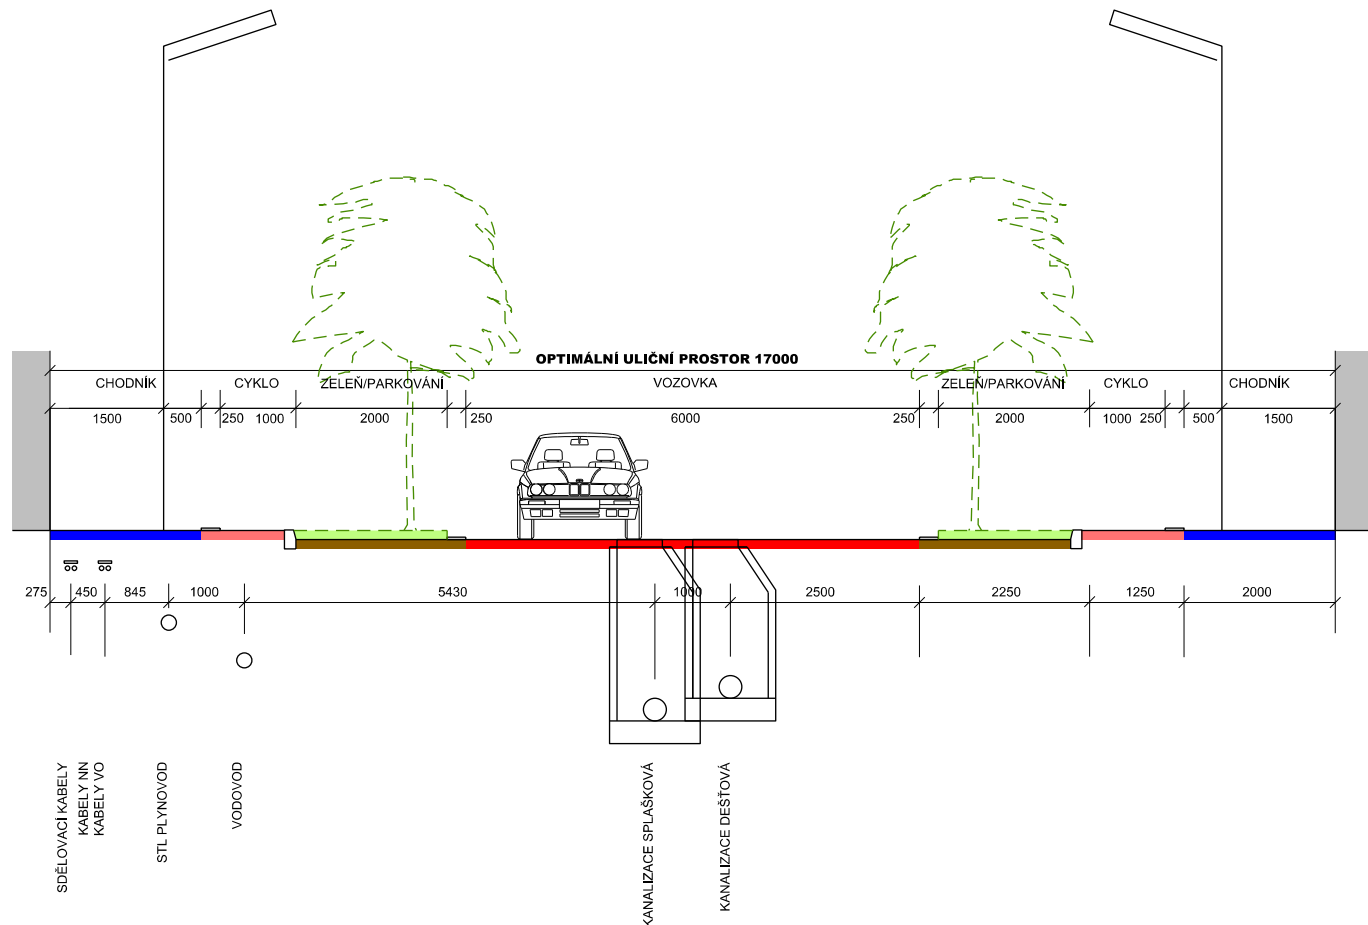 OPTIMÁLNÍ ULIČNÍ PROSTOR 17000
CHODNÍK CYKLO ZELEŇ/PARKOVÁNÍ VOZOVKA ZELEŇ/PARKOVÁNÍ CYKLO CHODNÍK
1500 500 250 1000 2000 250 6000 250 2000 1000 250 500 1500
275 450 845 1000 5430 1000 2500 2250 1250 2000
SDĚLOVACÍ KABELY
KABELY NN
KABELY VO
STL PLYNOVOD
VODOVOD
KANALIZACE SPLAŠKOVÁ
KANALIZACE DEŠŤOVÁ